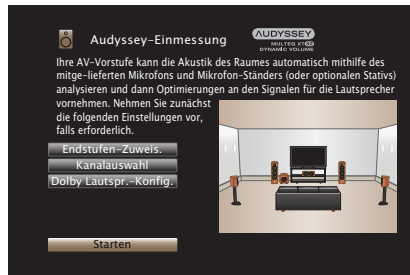 Audyssey-Einmessung
AUDYSSEY
MULTEQ XT32
DYNAMIC VOLUME
Ihre AV-Vorstufe kann die Akustik des Raumes automatisch mithilfe des
mitge-lieferten Mikrofons und Mikrofon-Ständers (oder optionalen Stativs)
analysieren und dann Optimierungen an den Signalen für die Lautsprecher
vornehmen. Nehmen Sie zunächst
die folgenden Einstellungen vor,
falls erforderlich.
Endstufen-Zuweis.
Kanalauswahl
Dolby Lautspr.-Konfig.
Starten